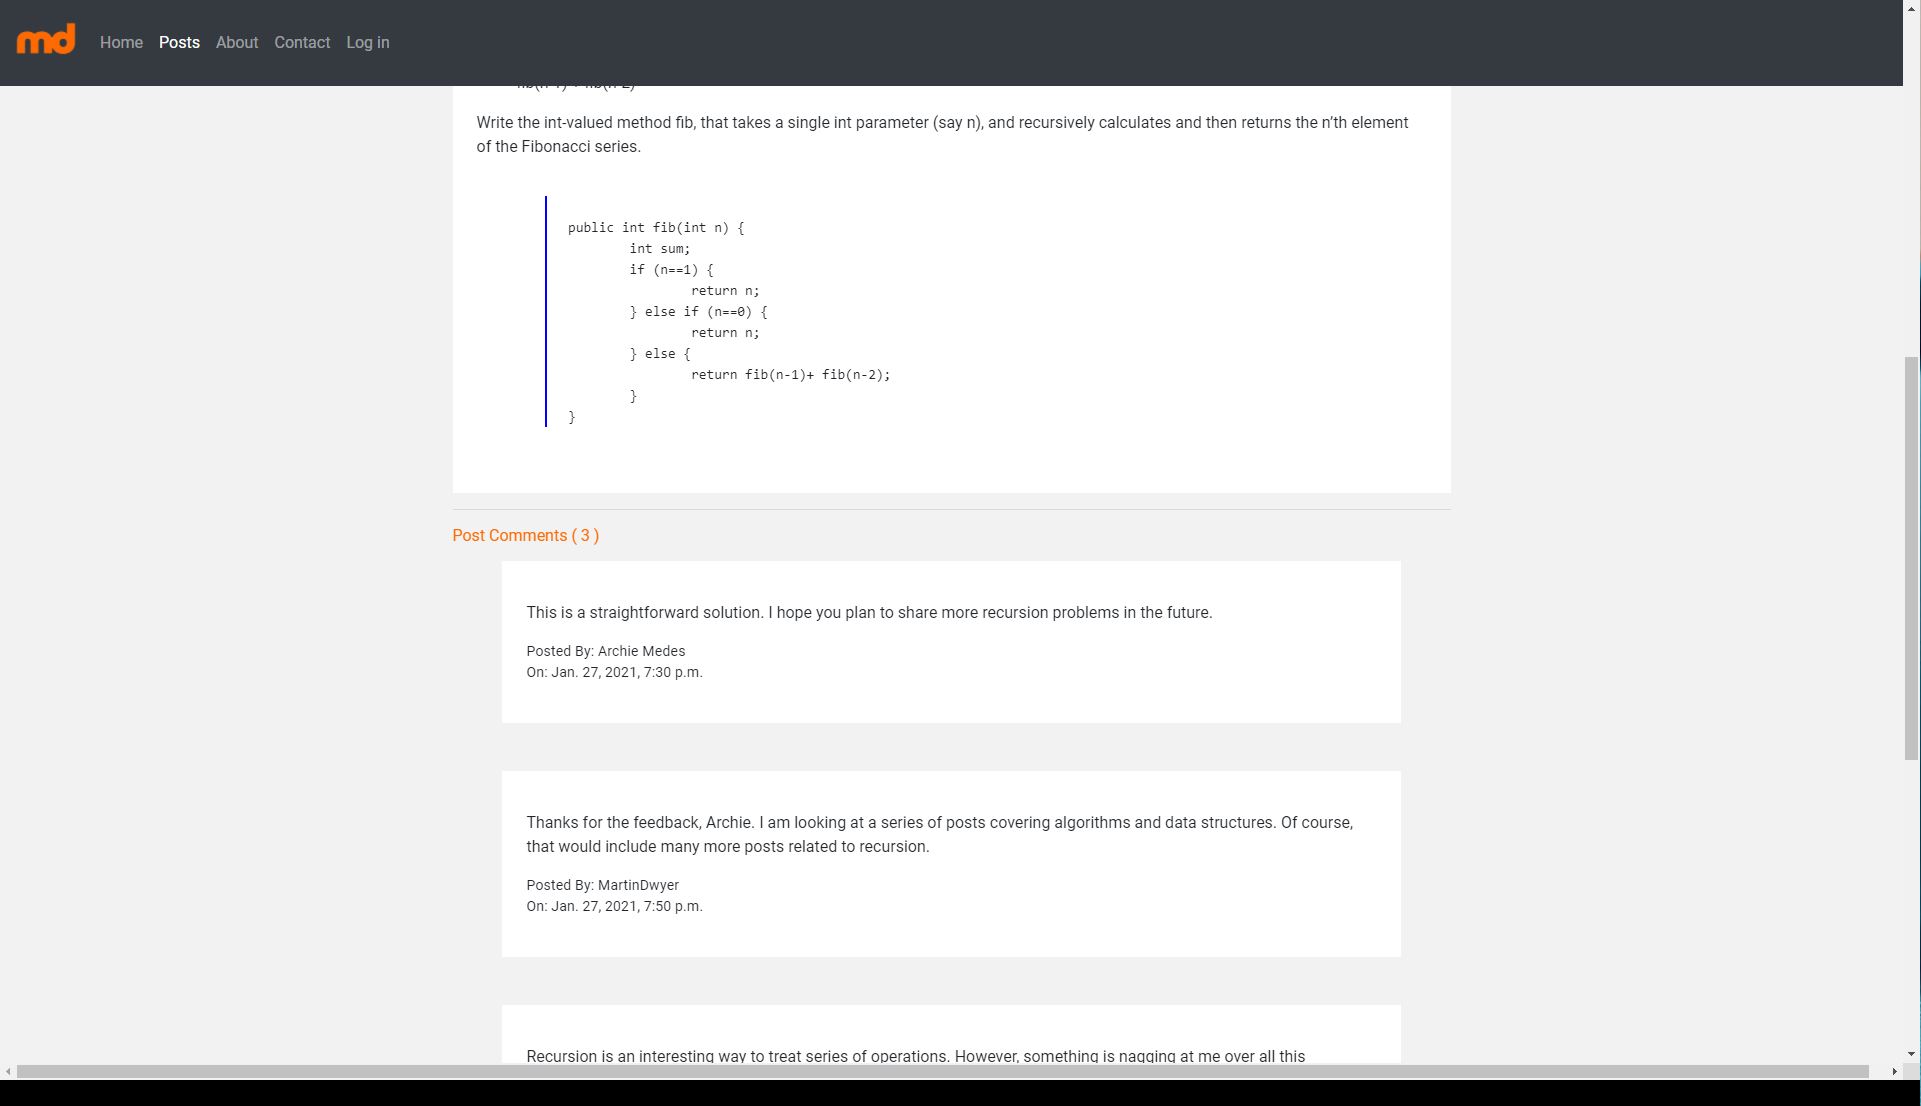 md Home Posts About Contact Log in
fib(n-1) + fib(n-2)
Write the int-valued method fib, that takes a single int parameter (say n), and recursively calculates and then returns the n’th element
of the Fibonacci series.
public int fib(int n) {
int sum;
if (n==1) {
return n;
} else if (n==0) {
return n;
} else {
return fib(n-1)+ fib(n-2);
}
}
Post Comments ( 3 )
This is a straightforward solution. I hope you plan to share more recursion problems in the future.
Posted By: Archie Medes
On: Jan. 27, 2021, 7:30 p.m.
Thanks for the feedback, Archie. I am looking at a series of posts covering algorithms and data structures. Of course,
that would include many more posts related to recursion.
Posted By: MartinDwyer
On: Jan. 27, 2021, 7:50 p.m.
Recursion is an interesting way to treat series of operations. However, something is nagging at me over all this